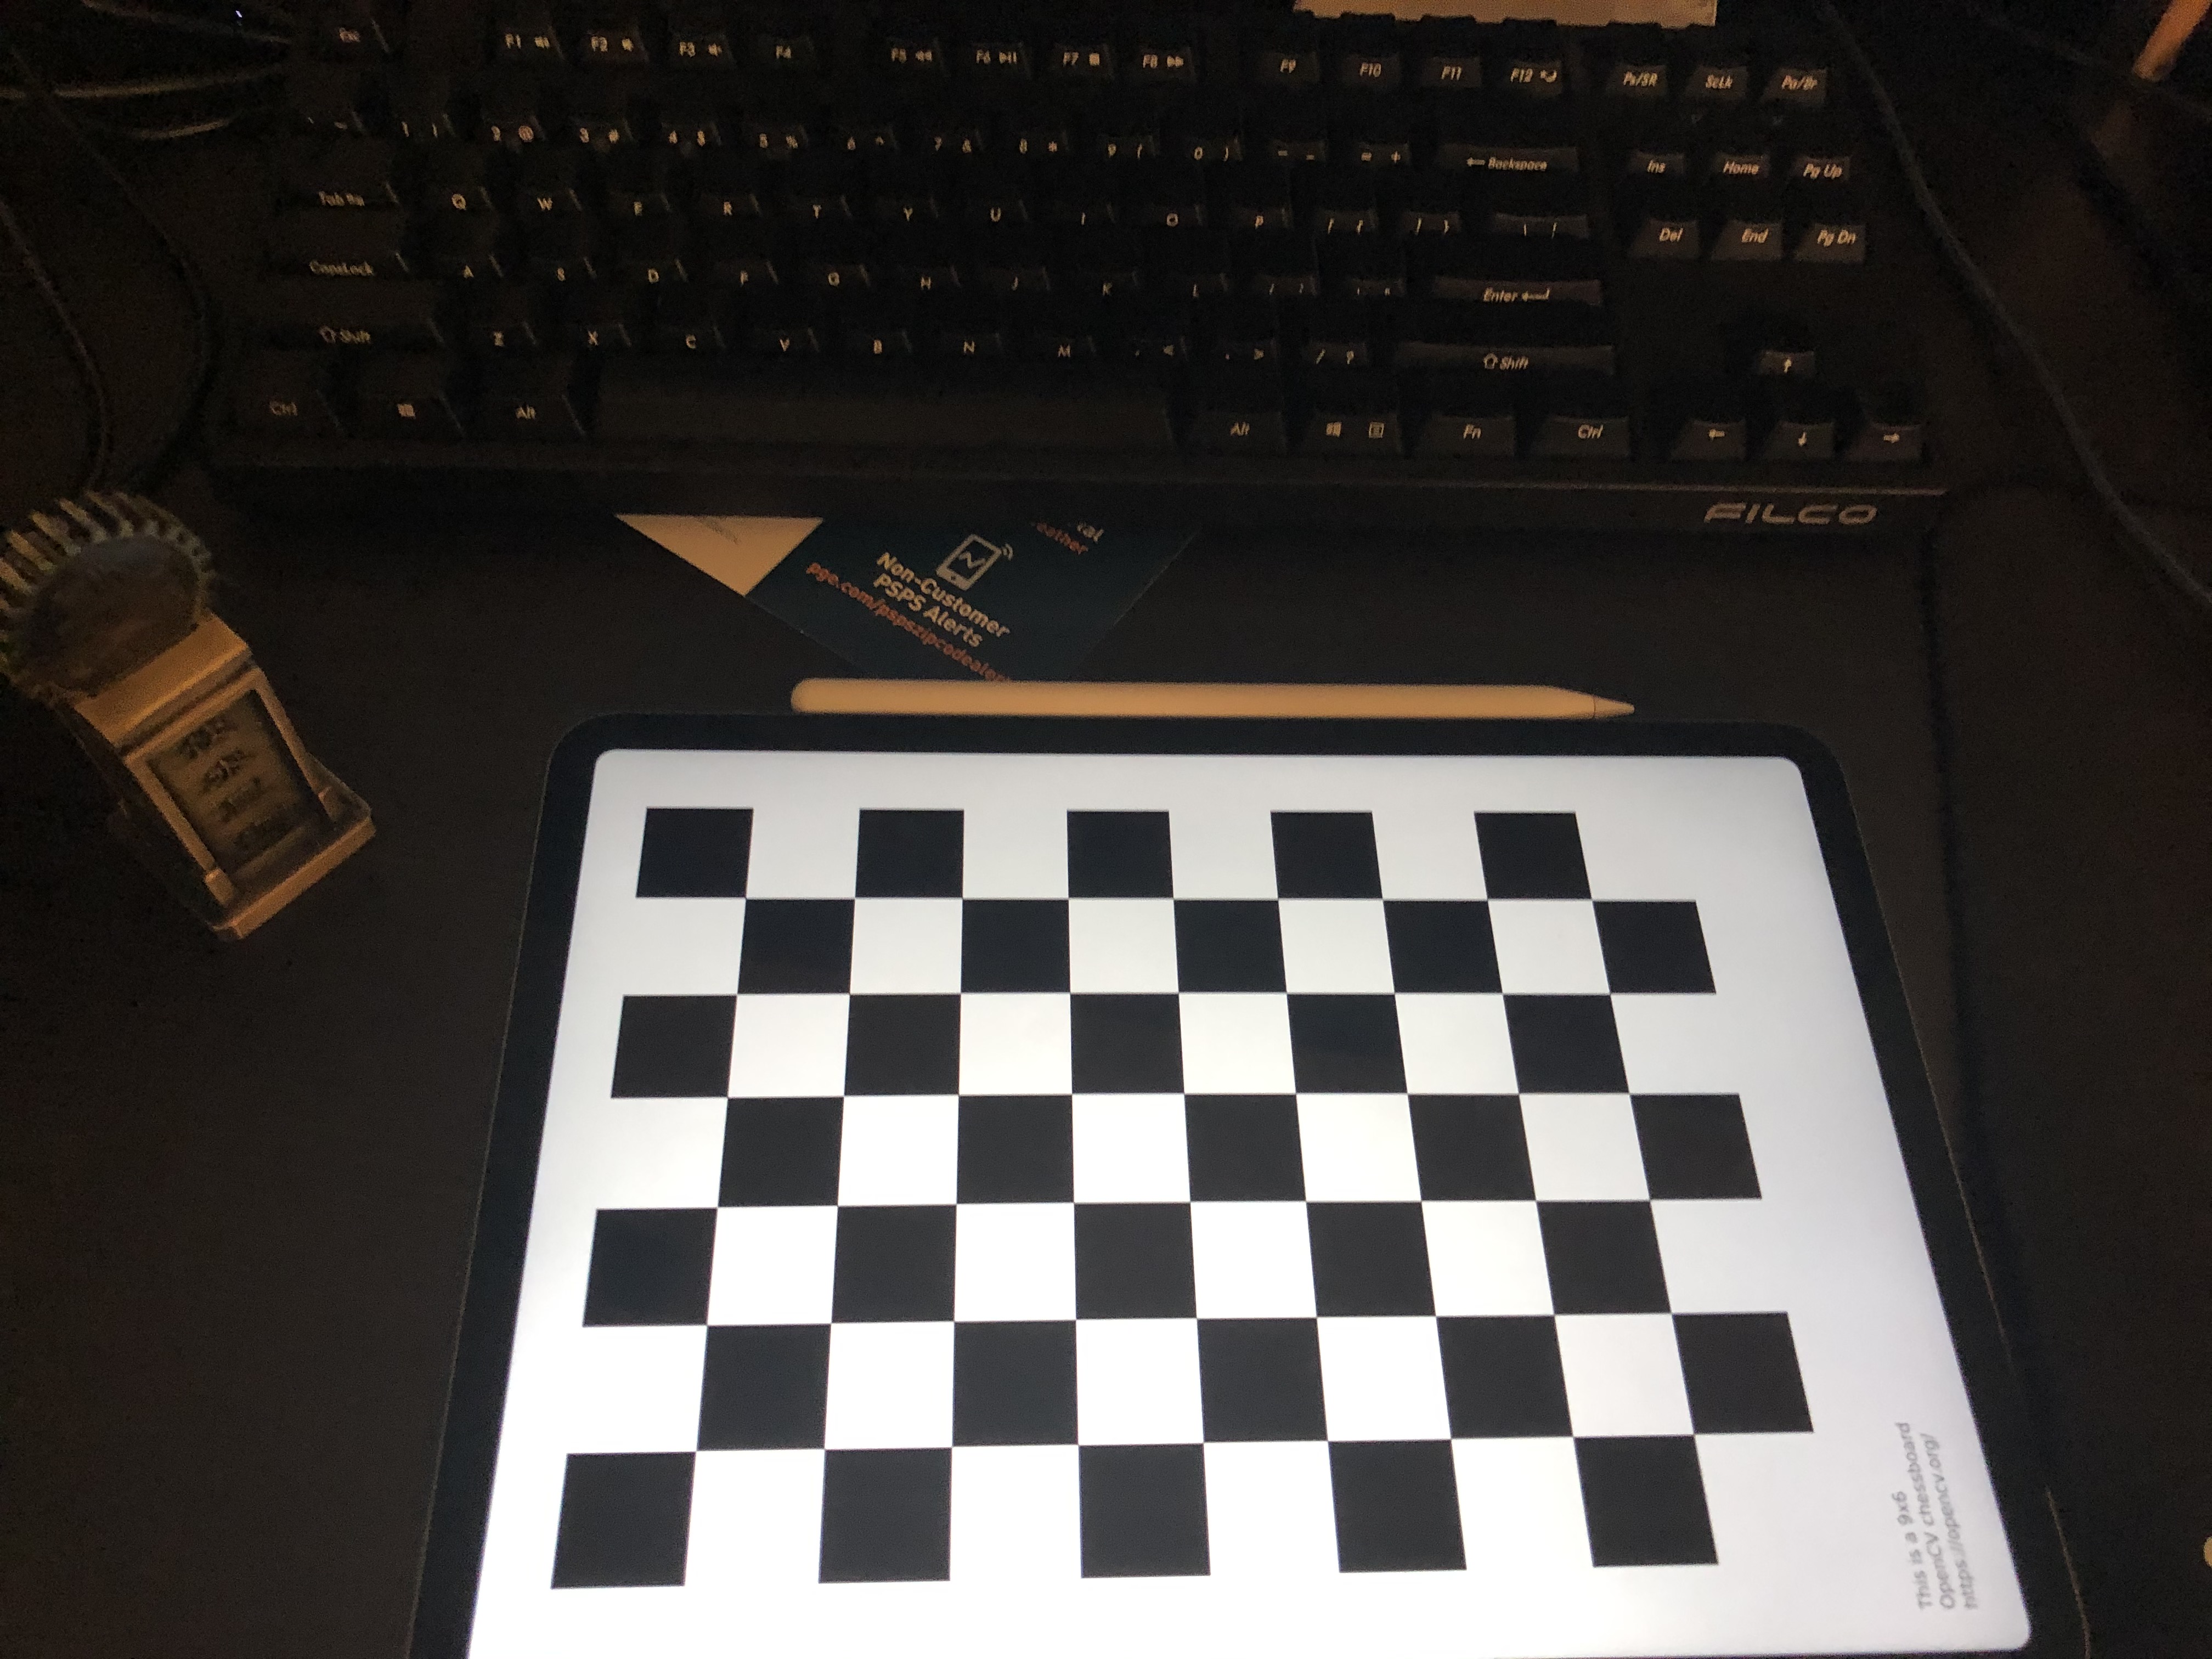 Esc F1 F2 F3 F4 F5 F6 F7 F8 F9 F10 F11 F12 Ps/SR ScLk Pa/Br
1 ! 2 @ 3 # 4 $ 5 % 6 ^ 7 & 8 * 9 ( 0 ) - _ = + Backspace Ins Home Pg Up
Tab Q W E R T Y U I O P [ { ] } \ | Del End Pg Dn
CapsLock A S D F G H J K L ; : ' " Enter
Shift Z X C V B N M , < . > / ? Shift ↑
Ctrl Alt Alt Fn Ctrl ← ↓ →
FILCO
Non-Customer
PSPS Alerts
pge.com/pspszipcodealer
This is a 9x6
OpenCV chessboard
https://opencv.org/